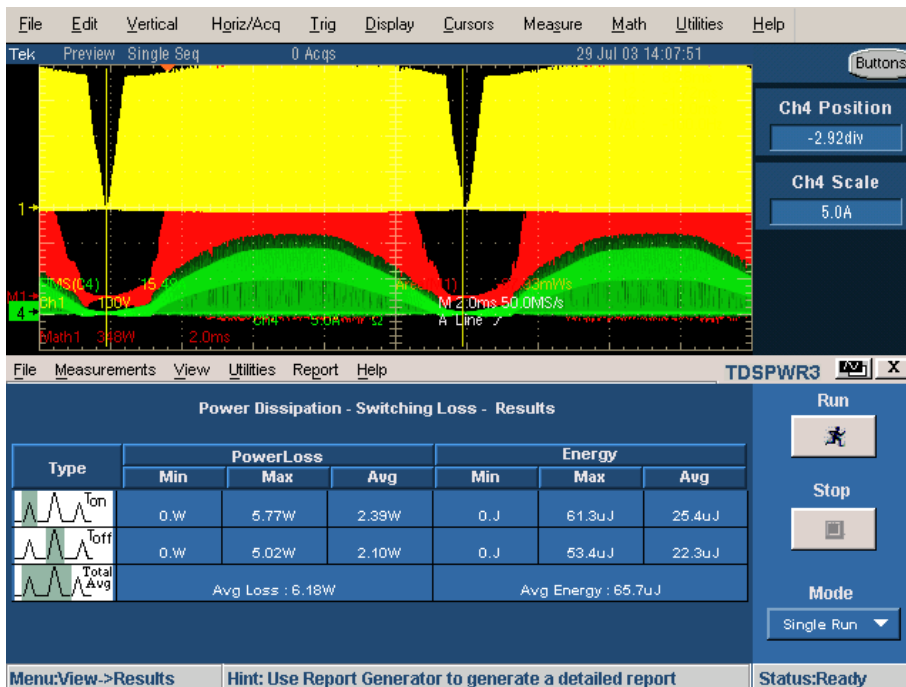 File Edit Vertical Horiz/Acq Trig Display Cursors Measure Math Utilities Help
Tek Preview Single Seq 0 Acqs 29 Jul 03 14:07:51
Buttons
Ch4 Position
-2.92div
Ch4 Scale
5.0A
1
M1
4
Ch1 100V
M 2.0ms 50.0MS/s
Ch4 5.0A Ω
A Line
Math1 348W 2.0ms
File Measurements View Utilities Report Help
TDSPWR3 X
Power Dissipation - Switching Loss - Results
Type PowerLoss Energy
Min Max Avg Min Max Avg
Ton 0.W 5.77W 2.39W 0.J 61.3uJ 25.4uJ
Toff 0.W 5.02W 2.10W 0.J 53.4uJ 22.3uJ
Total Avg Avg Loss : 6.18W Avg Energy : 65.7uJ
Run
Stop
Mode
Single Run
Menu:View->Results Hint: Use Report Generator to generate a detailed report Status:Ready